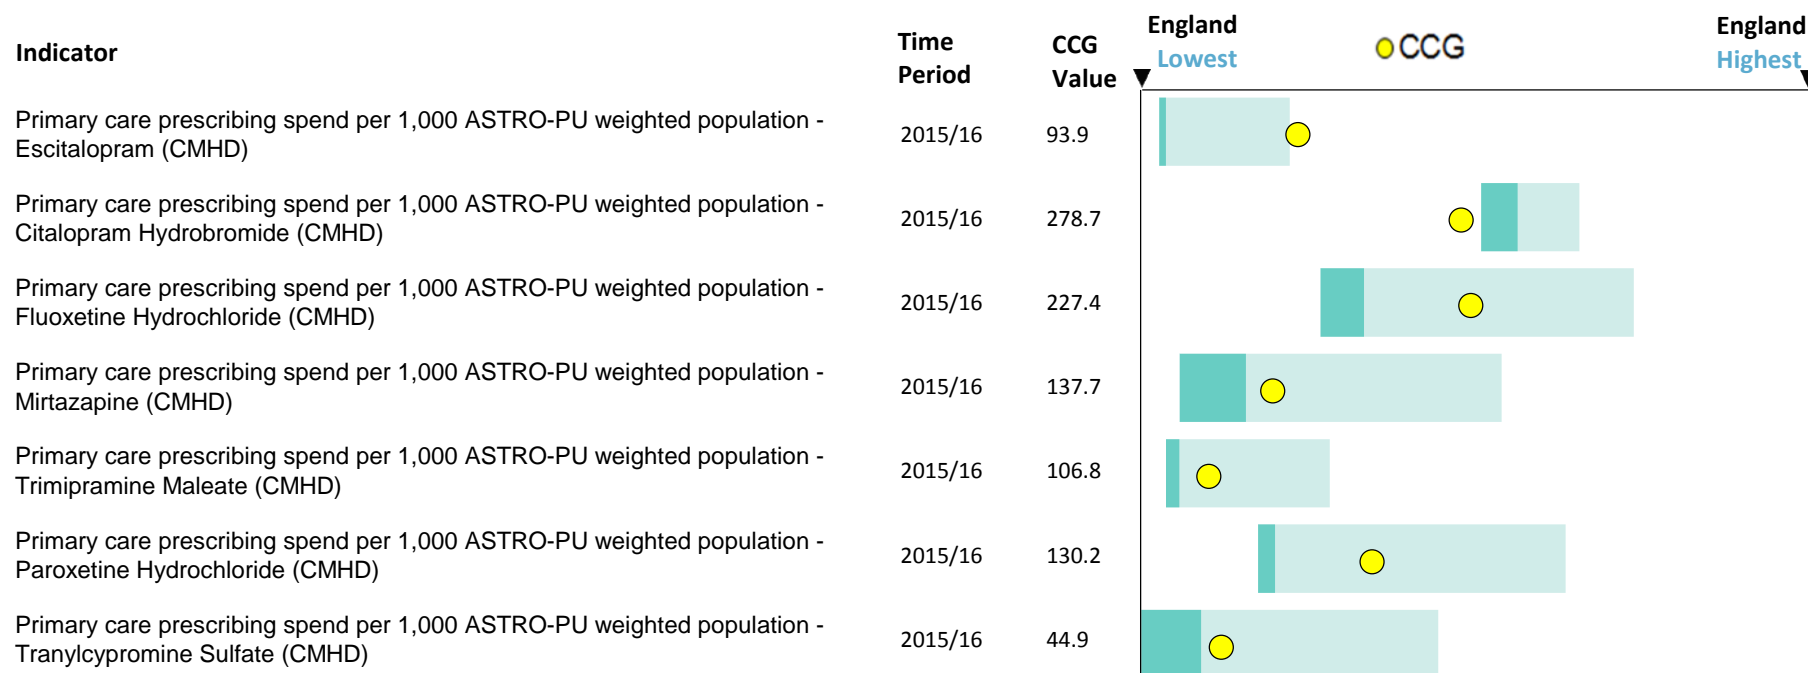 Indicator
Time
Period
CCG
Value
England
Lowest
CCG
England
Highest
Primary care prescribing spend per 1,000 ASTRO-PU weighted population -
Escitalopram (CMHD)
2015/16
93.9
Primary care prescribing spend per 1,000 ASTRO-PU weighted population -
Citalopram Hydrobromide (CMHD)
2015/16
278.7
Primary care prescribing spend per 1,000 ASTRO-PU weighted population -
Fluoxetine Hydrochloride (CMHD)
2015/16
227.4
Primary care prescribing spend per 1,000 ASTRO-PU weighted population -
Mirtazapine (CMHD)
2015/16
137.7
Primary care prescribing spend per 1,000 ASTRO-PU weighted population -
Trimipramine Maleate (CMHD)
2015/16
106.8
Primary care prescribing spend per 1,000 ASTRO-PU weighted population -
Paroxetine Hydrochloride (CMHD)
2015/16
130.2
Primary care prescribing spend per 1,000 ASTRO-PU weighted population -
Tranylcypromine Sulfate (CMHD)
2015/16
44.9